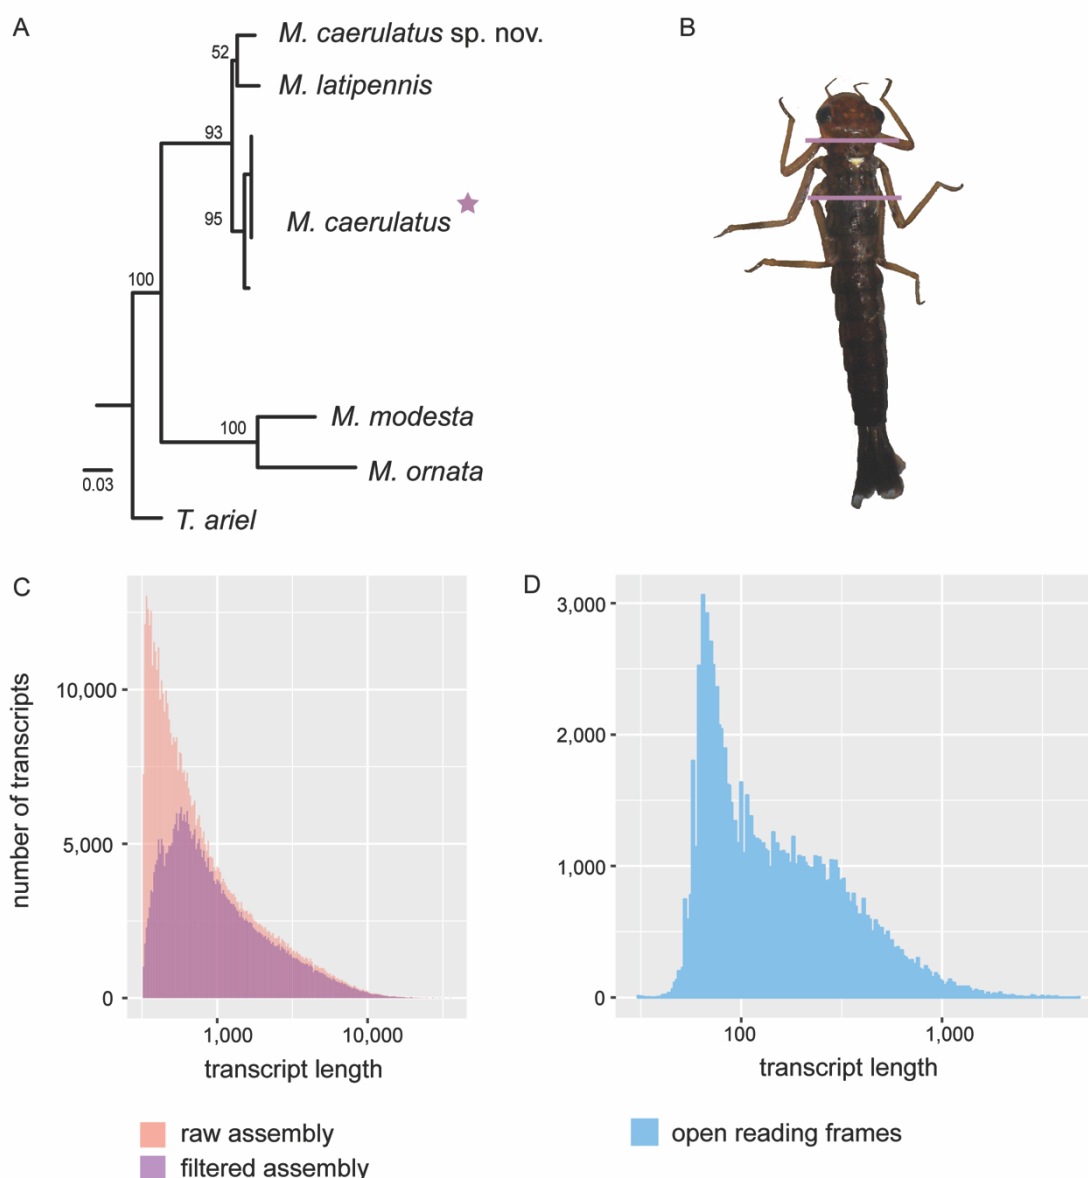 A
M. caerulatus sp. nov.
52
M. latipennis
93
95
M. caerulatus
100
M. modesta
100
M. ornata
0.03
T. ariel
B
C
number of transcripts
10,000
5,000
0
1,000 10,000
transcript length
raw assembly
filtered assembly
D
3,000
2,000
1,000
0
100 1,000
transcript length
open reading frames